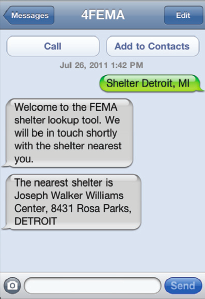 Messages
4FEMA
Edit
Call
Add to Contacts
Jul 26, 2011 1:42 PM
Shelter Detroit, MI
Welcome to the FEMA
shelter lookup tool. We
will be in touch shortly
with the shelter nearest
you.
The nearest shelter is
Joseph Walker Williams
Center, 8431 Rosa Parks,
DETROIT
Send